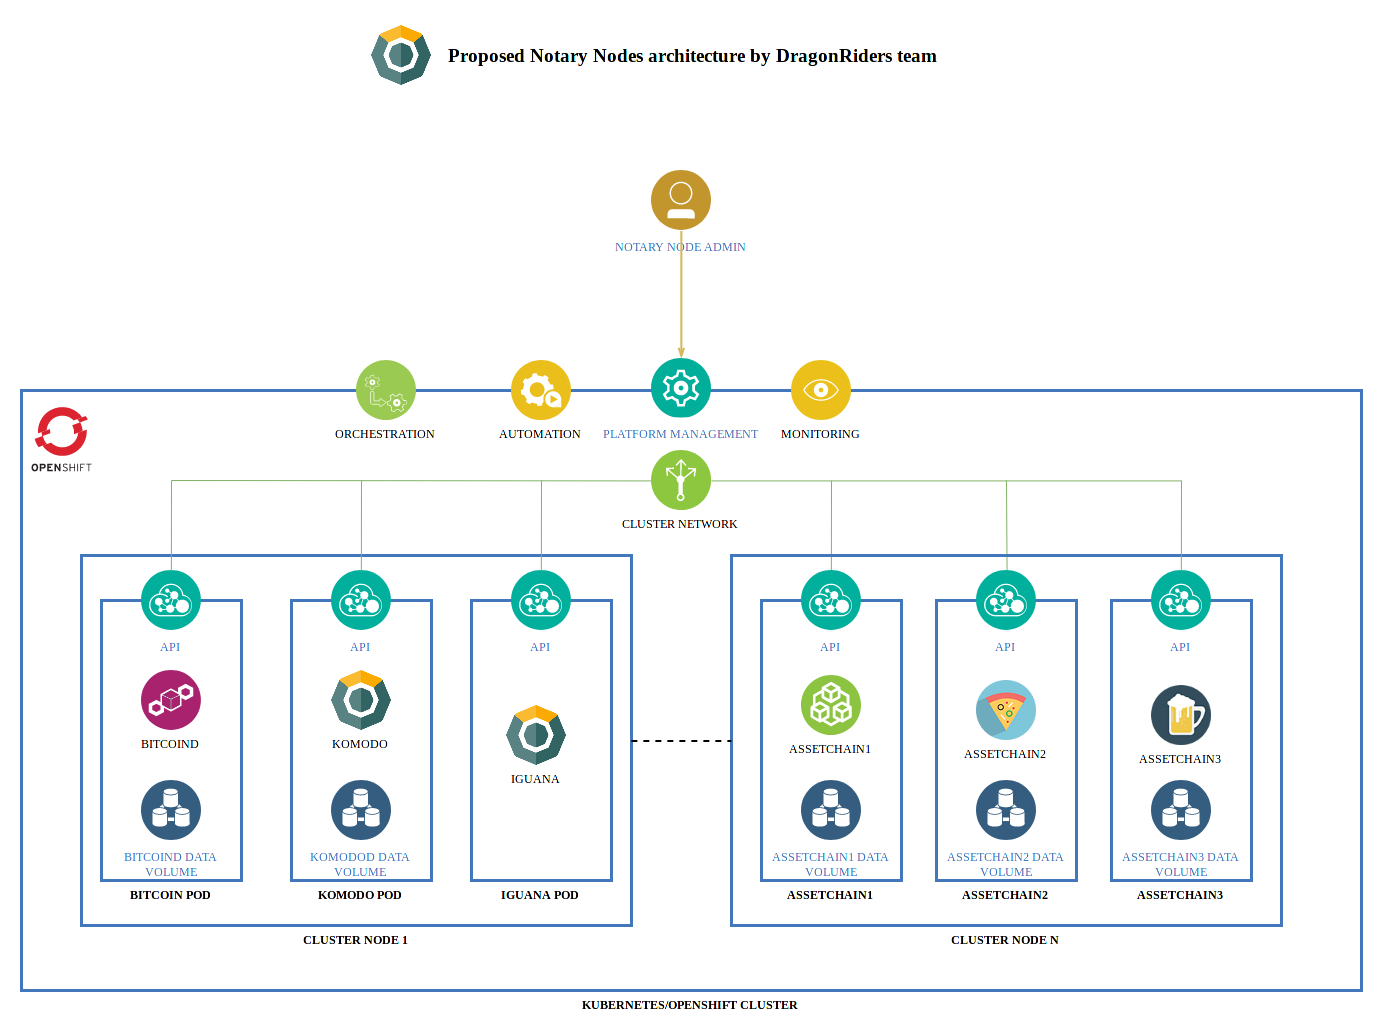 Proposed Notary Nodes architecture by DragonRiders team
NOTARY NODE ADMIN
OPENSHIFT
ORCHESTRATION
AUTOMATION
PLATFORM MANAGEMENT
MONITORING
CLUSTER NETWORK
API
API
API
API
API
API
BITCOIND
KOMODO
IGUANA
ASSETCHAIN1
ASSETCHAIN2
ASSETCHAIN3
BITCOIND DATA
VOLUME
KOMODOD DATA
VOLUME
ASSETCHAIN1 DATA
VOLUME
ASSETCHAIN2 DATA
VOLUME
ASSETCHAIN3 DATA
VOLUME
BITCOIN POD
KOMODO POD
IGUANA POD
ASSETCHAIN1
ASSETCHAIN2
ASSETCHAIN3
CLUSTER NODE 1
CLUSTER NODE N
KUBERNETES/OPENSHIFT CLUSTER